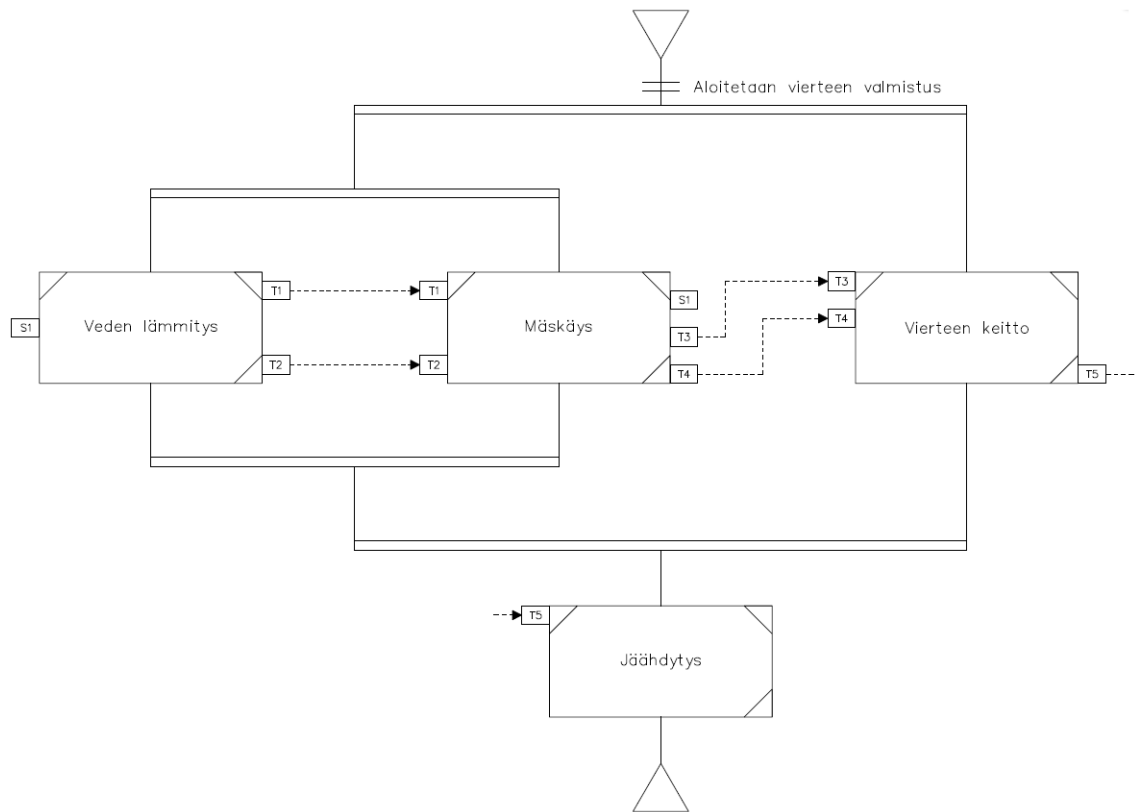 Aloitetaan vierteen valmistus
T1
T1
T3
S1
T4
S1
Veden lämmitys
Mäskäys
Vierteen keitto
T3
T2
T2
T4
T5
T5
Jäähdytys